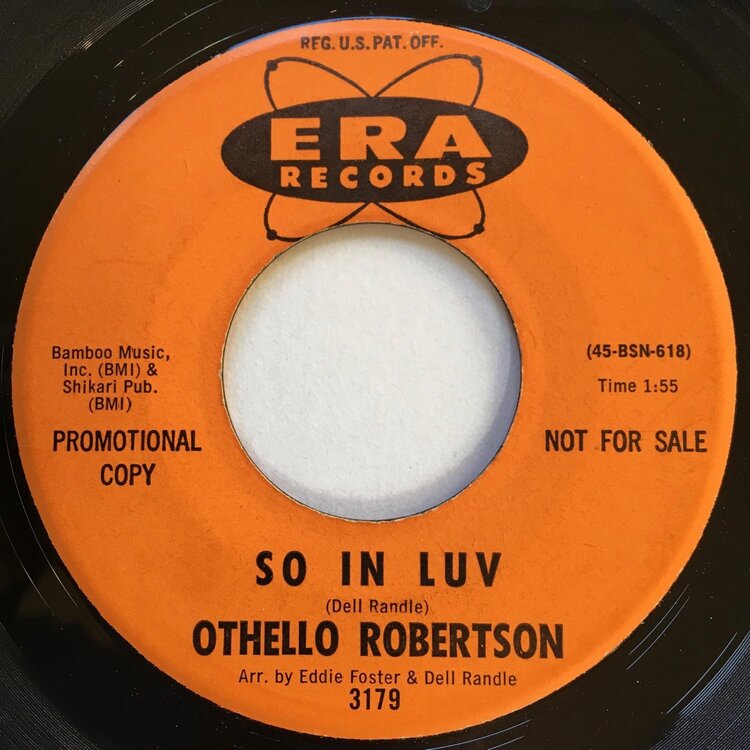 REG. U.S. PAT. OFF.
ERA
RECORDS
Bamboo Music,
Inc. (BMI) &
Shikari Pub.
(BMI)
PROMOTIONAL
COPY
(45-BSN-618)
Time 1:55
NOT FOR SALE
SO IN LUV
(Dell Randle)
OTHELLO ROBERTSON
Arr. by Eddie Foster & Dell Randle
3179